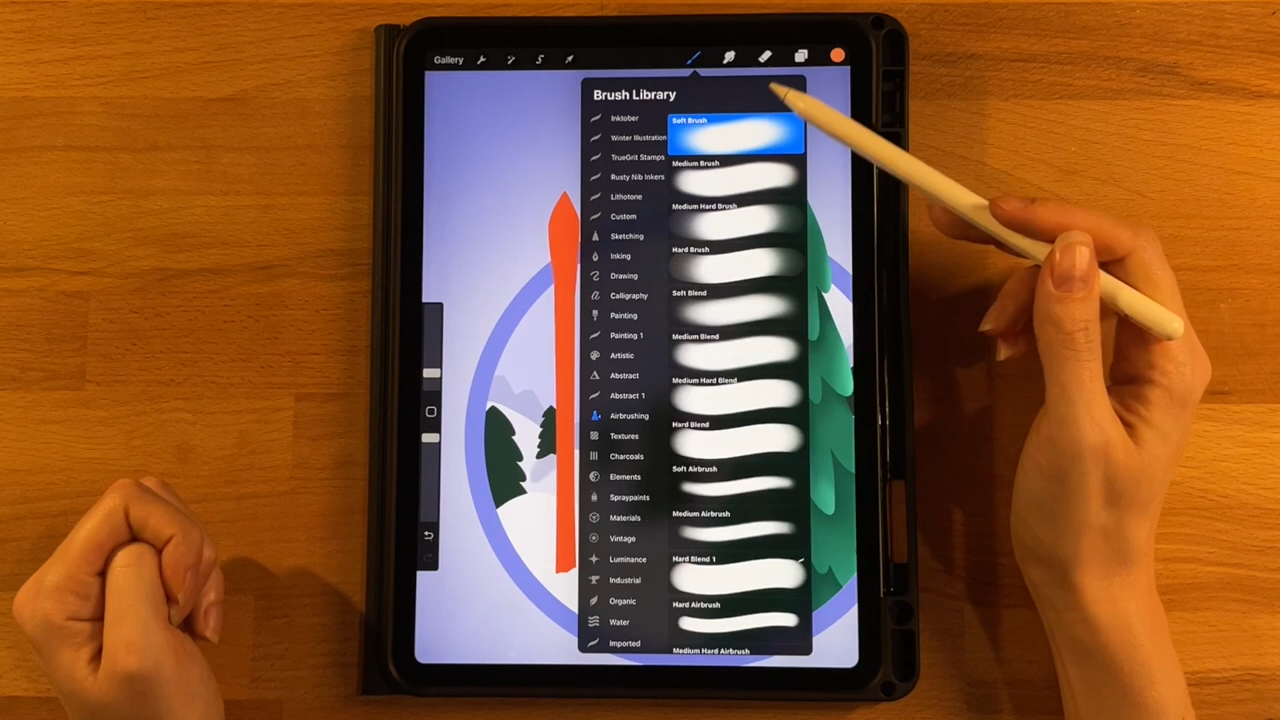 Gallery
Brush Library
Inktober
Winter Illustration
TrueGrit Stamps
Rusty Nib Inkers
Lithotone
Custom
Sketching
Inking
Drawing
Calligraphy
Painting
Painting 1
Artistic
Abstract
Abstract 1
Airbrushing
Textures
Charcoals
Elements
Spraypaints
Materials
Vintage
Luminance
Industrial
Organic
Water
Imported
Soft Brush
Medium Brush
Medium Hard Brush
Hard Brush
Soft Blend
Medium Blend
Medium Hard Blend
Hard Blend
Soft Airbrush
Medium Airbrush
Hard Blend 1
Hard Airbrush
Medium Hard Airbrush